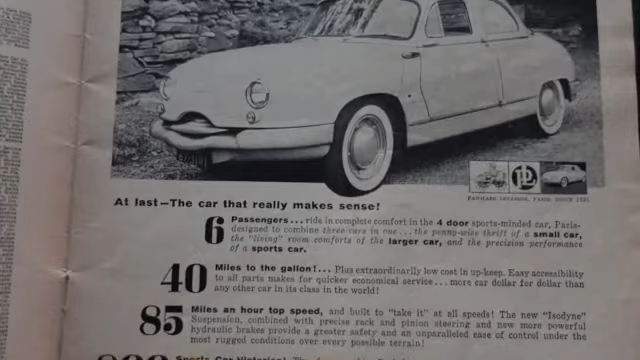 PL
PANHARD LEVASSOR, PARIS, SINCE 1891
At last—The car that really makes sense!
6 Passengers... ride in complete comfort in the 4 door sports-minded car, Paris-
designed to combine three cars in one... the penny-wise thrift of a small car,
the "living" room comforts of the larger car, and the precision performance
of a sports car.
40 Miles to the gallon!... Plus extraordinarily low cost in up-keep. Easy accessibility
to all parts makes for quicker economical service... more car dollar for dollar than
any other car in its class in the world!
85 Miles an hour top speed, and built to "take it" at all speeds! The new "Isodyne"
Suspension, combined with precise rack and pinion steering and new more powerful
hydraulic brakes provide a greater safety and an unparalleled ease of control under the
most rugged conditions over every possible terrain!
Sports Car Victories!